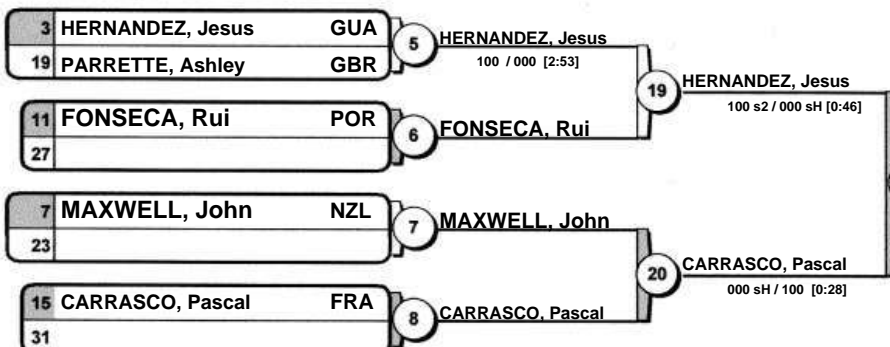 3 HERNANDEZ, Jesus GUA
19 PARRETTE, Ashley GBR
5
HERNANDEZ, Jesus
100 / 000 [2:53]
11 FONSECA, Rui POR
27
6
FONSECA, Rui
19
HERNANDEZ, Jesus
100 s2 / 000 sH [0:46]
7 MAXWELL, John NZL
23
7
MAXWELL, John
15 CARRASCO, Pascal FRA
31
8
CARRASCO, Pascal
20
CARRASCO, Pascal
000 sH / 100 [0:28]